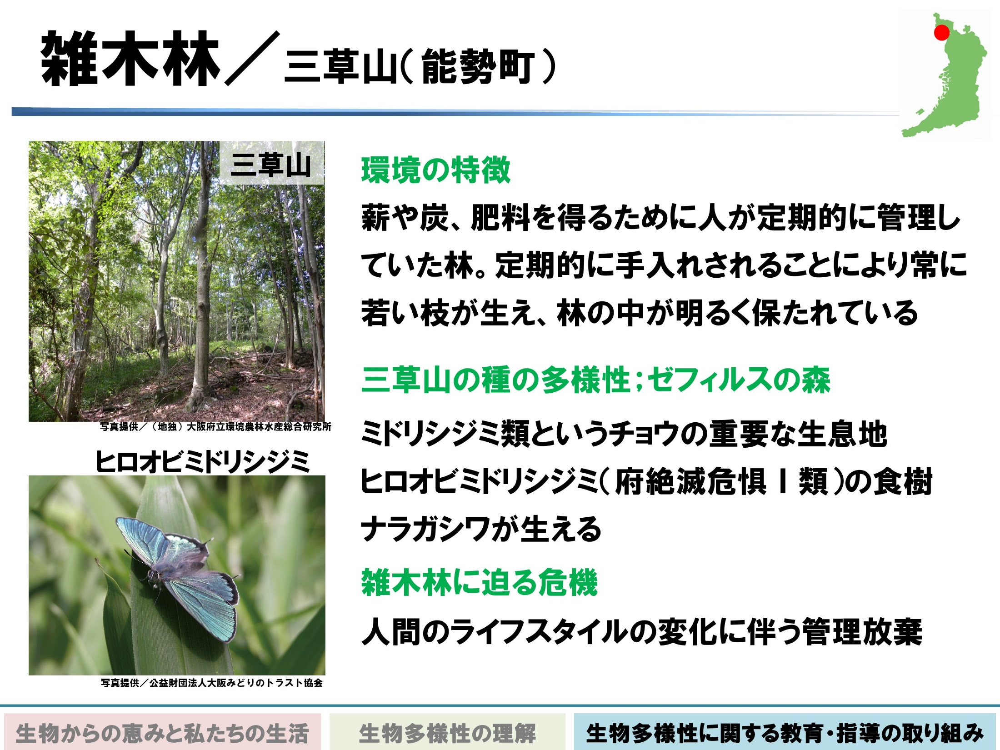 雑木林／三草山（能勢町）
三草山
写真提供／（地独）大阪府立環境農林水産総合研究所
ヒロオビミドリシジミ
写真提供／公益財団法人大阪みどりのトラスト協会
環境の特徴
薪や炭、肥料を得るために人が定期的に管理し
ていた林。定期的に手入れされることにより常に
若い枝が生え、林の中が明るく保たれている
三草山の種の多様性；ゼフィルスの森
ミドリシジミ類というチョウの重要な生息地
ヒロオビミドリシジミ（府絶滅危惧Ⅰ類）の食樹
ナラガシワが生える
雑木林に迫る危機
人間のライフスタイルの変化に伴う管理放棄
生物からの恵みと私たちの生活
生物多様性の理解
生物多様性に関する教育・指導の取り組み